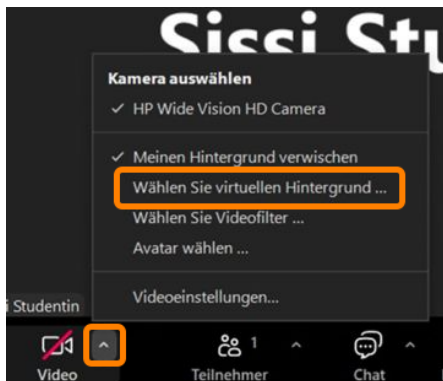 Sissi Stu
Kamera auswählen
✓ HP Wide Vision HD Camera
✓ Meinen Hintergrund verwischen
Wählen Sie virtuellen Hintergrund ...
Wählen Sie Videofilter ...
Avatar wählen ...
Videoeinstellungen...
i Studentin
1
Video Teilnehmer Chat